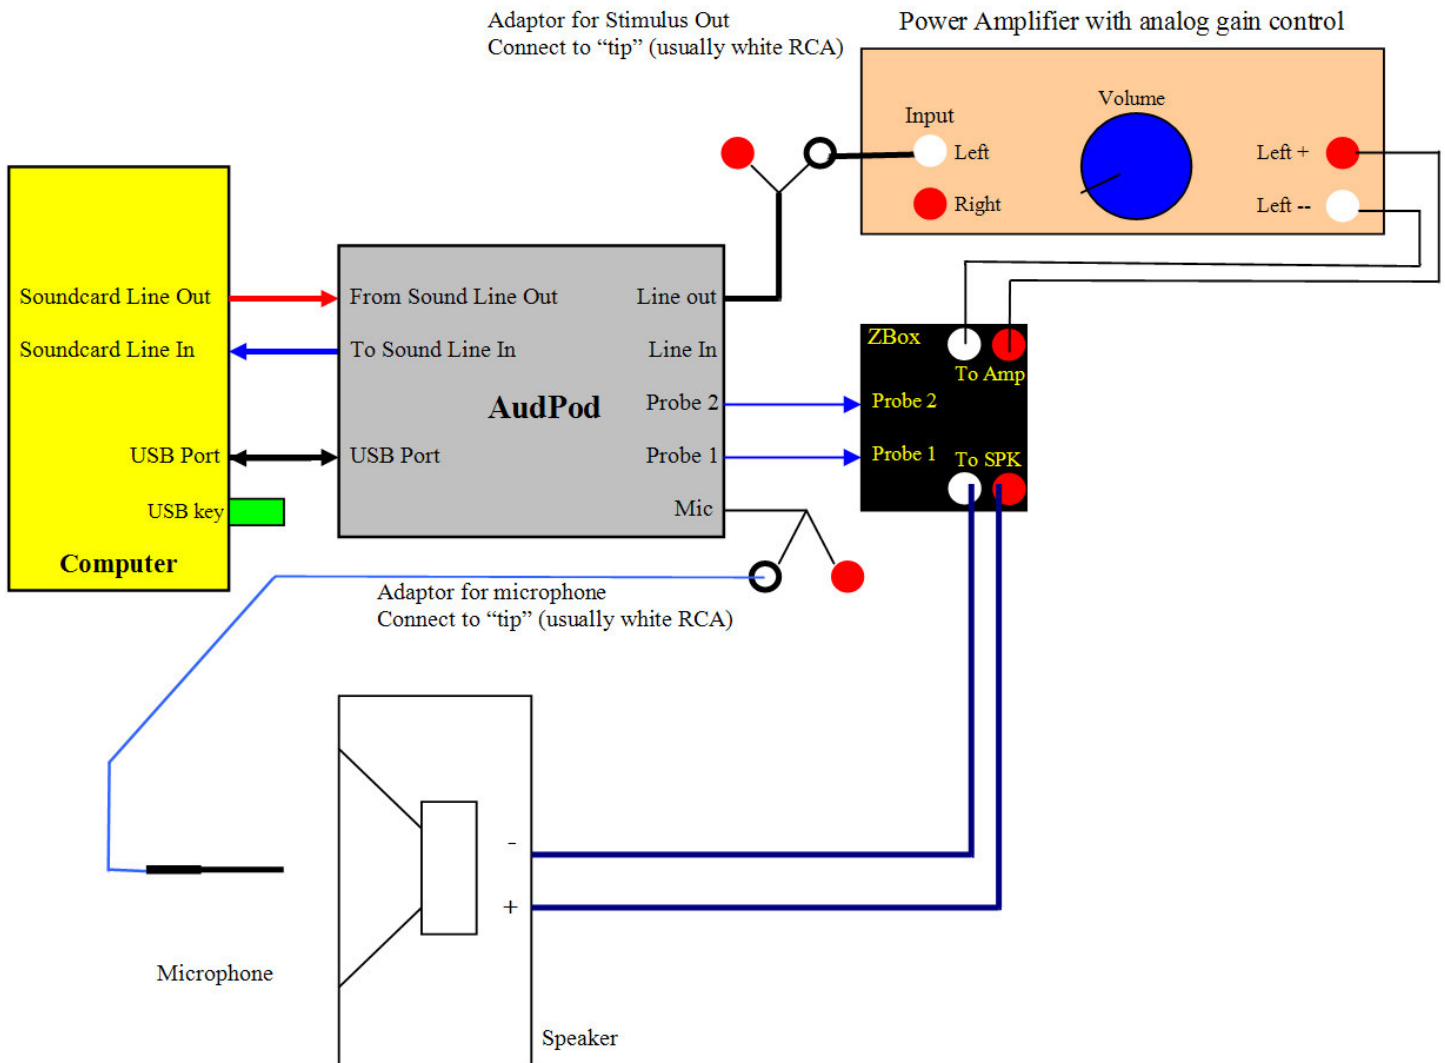 Adaptor for Stimulus Out
Connect to “tip” (usually white RCA)
Power Amplifier with analog gain control
Volume
Input
Left
Right
Left +
Left --
Soundcard Line Out
Soundcard Line In
USB Port
USB key
Computer
From Sound Line Out
To Sound Line In
AudPod
USB Port
Line out
Line In
Probe 2
Probe 1
Mic
ZBox
To Amp
Probe 2
Probe 1
To SPK
Adaptor for microphone
Connect to “tip” (usually white RCA)
-
+
Microphone
Speaker